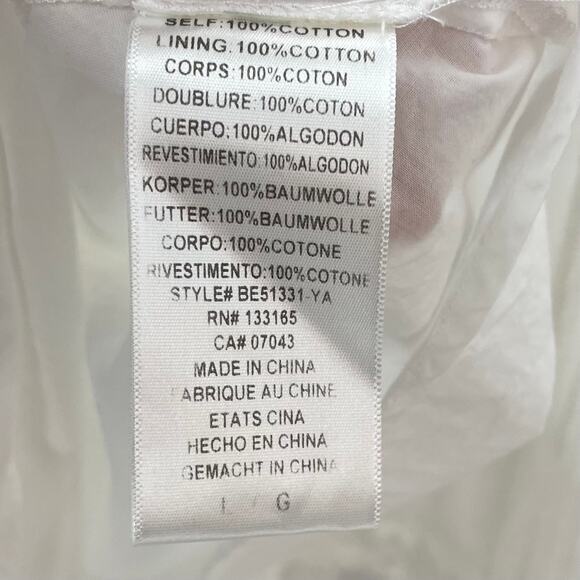 SELF:100%COTTON
LINING:100%COTTON
CORPS:100%COTON
DOUBLURE:100%COTON
CUERPO:100%ALGODON
REVESTIMIENTO:100%ALGODON
KORPER:100%BAUMWOLLE
FUTTER:100%BAUMWOLLE
CORPO:100%COTONE
RIVESTIMENTO:100%COTONE
STYLE# BE51331-YA
RN# 133165
CA# 07043
MADE IN CHINA
FABRIQUE AU CHINE
ETATS CINA
HECHO EN CHINA
GEMACHT IN CHINA
L / G